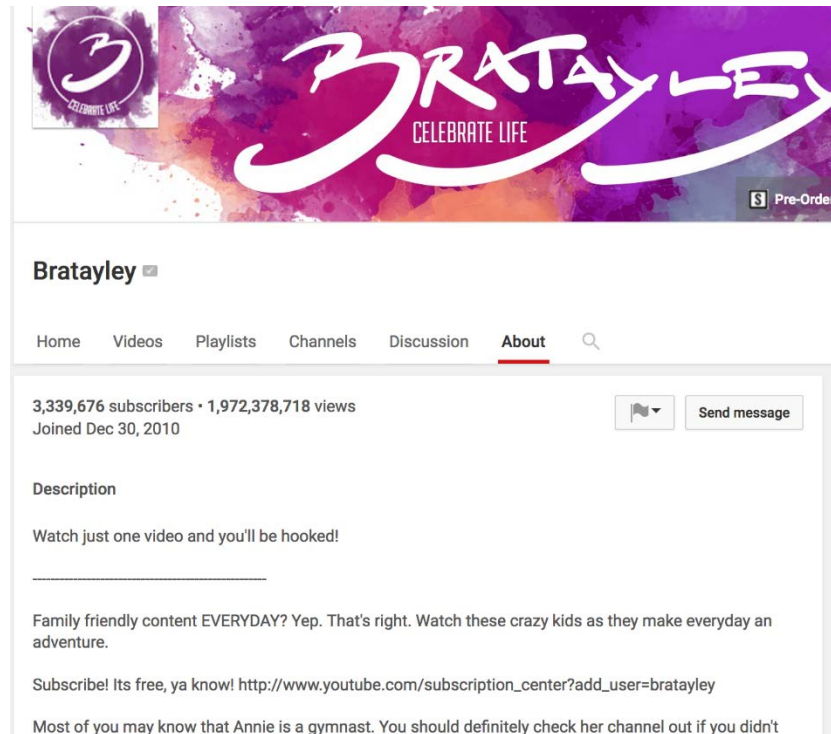 B
CELEBRATE LIFE
BRATAYLEY
CELEBRATE LIFE
S Pre-Order
Bratayley
Home Videos Playlists Channels Discussion About
3,339,676 subscribers • 1,972,378,718 views
Send message
Joined Dec 30, 2010
Description
Watch just one video and you'll be hooked!
----------------------------------------------------
Family friendly content EVERYDAY? Yep. That's right. Watch these crazy kids as they make everyday an
adventure.
Subscribe! Its free, ya know! http://www.youtube.com/subscription_center?add_user=bratayley
Most of you may know that Annie is a gymnast. You should definitely check her channel out if you didn't